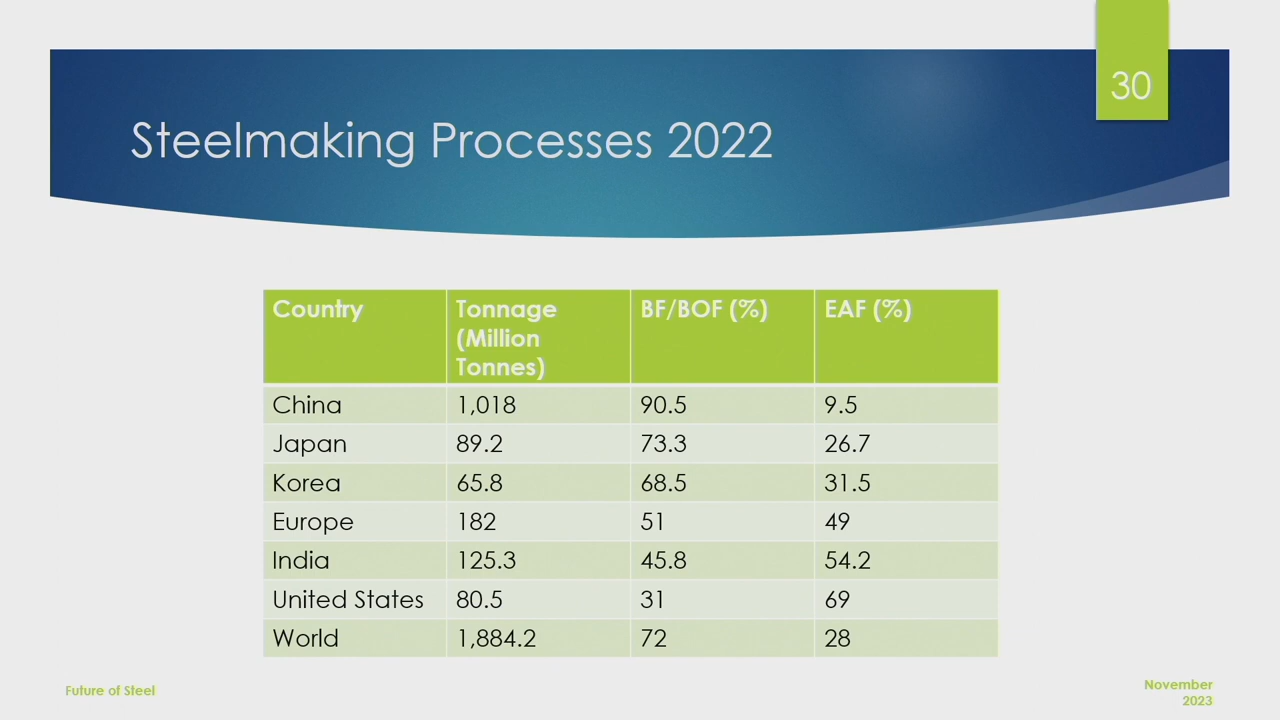 30
Steelmaking Processes 2022
Country Tonnage (Million Tonnes) BF/BOF (%) EAF (%)
China 1,018 90.5 9.5
Japan 89.2 73.3 26.7
Korea 65.8 68.5 31.5
Europe 182 51 49
India 125.3 45.8 54.2
United States 80.5 31 69
World 1,884.2 72 28
Future of Steel
November
2023